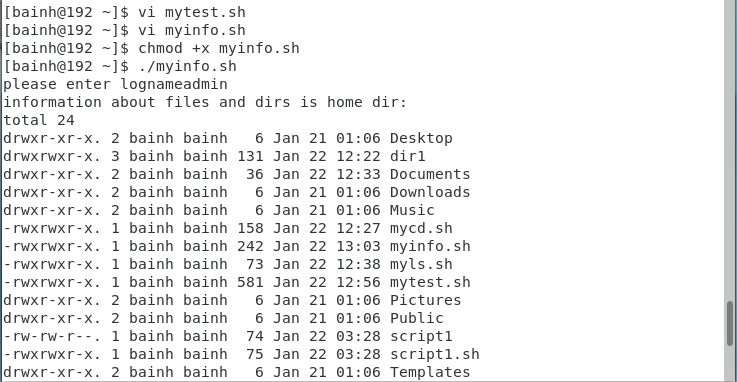 [bainh@192 ~]$ vi mytest.sh
[bainh@192 ~]$ vi myinfo.sh
[bainh@192 ~]$ chmod +x myinfo.sh
[bainh@192 ~]$ ./myinfo.sh
please enter lognameadmin
information about files and dirs is home dir:
total 24
drwxr-xr-x. 2 bainh bainh   6 Jan 21 01:06 Desktop
drwxrwxr-x. 3 bainh bainh 131 Jan 22 12:22 dir1
drwxr-xr-x. 2 bainh bainh  36 Jan 22 12:33 Documents
drwxr-xr-x. 2 bainh bainh   6 Jan 21 01:06 Downloads
drwxr-xr-x. 2 bainh bainh   6 Jan 21 01:06 Music
-rwxrwxr-x. 1 bainh bainh 158 Jan 22 12:27 mycd.sh
-rwxrwxr-x. 1 bainh bainh 242 Jan 22 13:03 myinfo.sh
-rwxrwxr-x. 1 bainh bainh  73 Jan 22 12:38 myls.sh
-rwxrwxr-x. 1 bainh bainh 581 Jan 22 12:56 mytest.sh
drwxr-xr-x. 2 bainh bainh   6 Jan 21 01:06 Pictures
drwxr-xr-x. 2 bainh bainh   6 Jan 21 01:06 Public
-rw-rw-r--. 1 bainh bainh  74 Jan 22 03:28 script1
-rwxrwxr-x. 1 bainh bainh  75 Jan 22 03:28 script1.sh
drwxr-xr-x. 2 bainh bainh   6 Jan 21 01:06 Templates